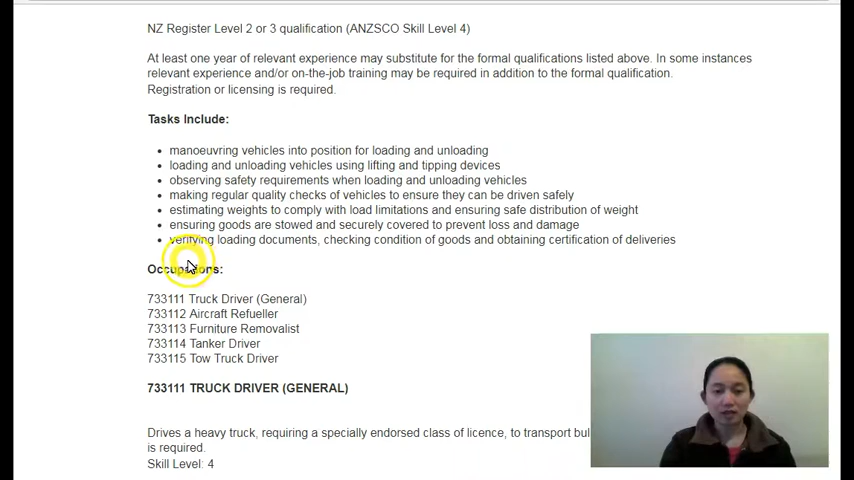 NZ Register Level 2 or 3 qualification (ANZSCO Skill Level 4)
At least one year of relevant experience may substitute for the formal qualifications listed above. In some instances
relevant experience and/or on-the-job training may be required in addition to the formal qualification.
Registration or licensing is required.
Tasks Include:
• manoeuvring vehicles into position for loading and unloading
• loading and unloading vehicles using lifting and tipping devices
• observing safety requirements when loading and unloading vehicles
• making regular quality checks of vehicles to ensure they can be driven safely
• estimating weights to comply with load limitations and ensuring safe distribution of weight
• ensuring goods are stowed and securely covered to prevent loss and damage
• verifying loading documents, checking condition of goods and obtaining certification of deliveries
Occupations:
733111 Truck Driver (General)
733112 Aircraft Refueller
733113 Furniture Removalist
733114 Tanker Driver
733115 Tow Truck Driver
733111 TRUCK DRIVER (GENERAL)
Drives a heavy truck, requiring a specially endorsed class of licence, to transport bul
is required.
Skill Level: 4